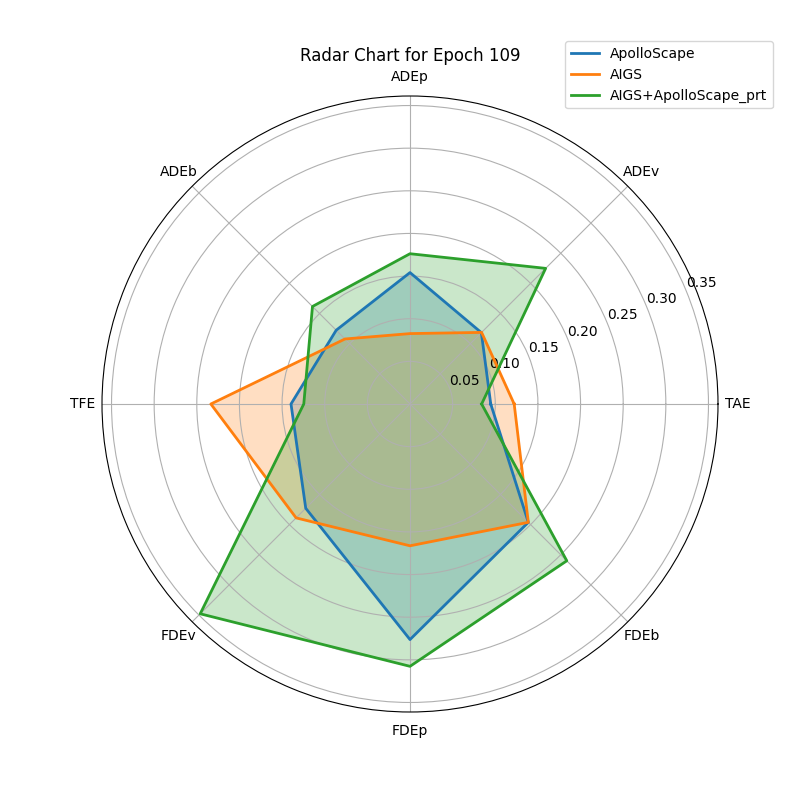 Radar Chart for Epoch 109
ApolloScape
AIGS
AIGS+ApolloScape_prt
ADEp
ADEb
ADEv
0.35
0.30
0.25
0.20
0.15
0.10
0.05
TFE
TAE
FDEv
FDEb
FDEp